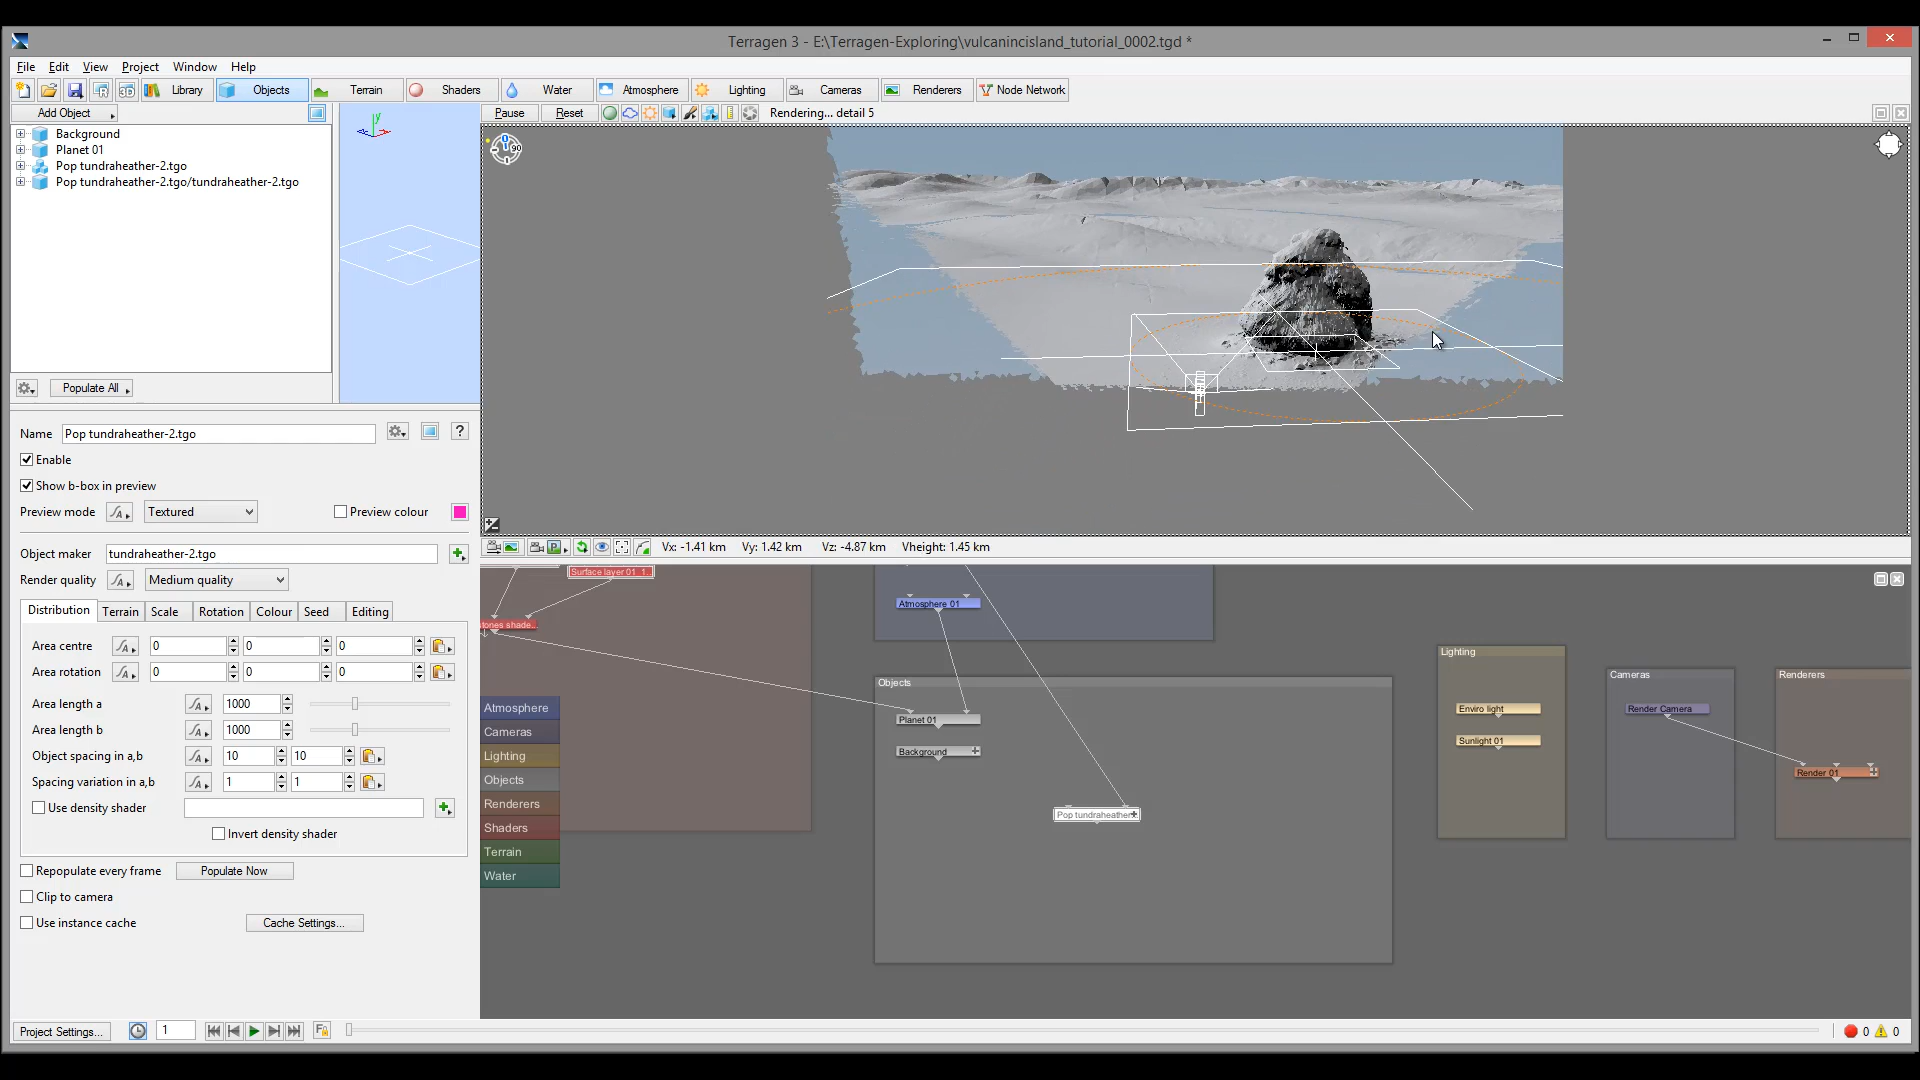 Terragen 3 - E:\Terragen-Exploring\vulcanincisland_tutorial_0002.tgd *
File Edit View Project Window Help
Library Objects Terrain Shaders Water Atmosphere Lighting Cameras Renderers Node Network
Add Object
Pause Reset Rendering... detail 5
Background
Planet 01
Pop tundraheather-2.tgo
Pop tundraheather-2.tgo/tundraheather-2.tgo
y
90
Populate All
Name Pop tundraheather-2.tgo ?
Enable
Show b-box in preview
Preview mode Textured Preview colour
Object maker tundraheather-2.tgo
Render quality Medium quality
Distribution Terrain Scale Rotation Colour Seed Editing
Area centre 0 0 0
Area rotation 0 0 0
Area length a 1000
Area length b 1000
Object spacing in a,b 10 10
Spacing variation in a,b 1 1
Use density shader
Invert density shader
Repopulate every frame Populate Now
Clip to camera
Use instance cache Cache Settings...
Vx: -1.41 km Vy: 1.42 km Vz: -4.87 km Vheight: 1.45 km
Surface layer 01_1..
tones shade..
Atmosphere 01
Objects
Planet 01
Background
Pop tundraheather
Lighting
Enviro light
Sunlight 01
Cameras
Render Camera
Renderers
Render 01
Atmosphere
Cameras
Lighting
Objects
Renderers
Shaders
Terrain
Water
Project Settings... 1 0 0